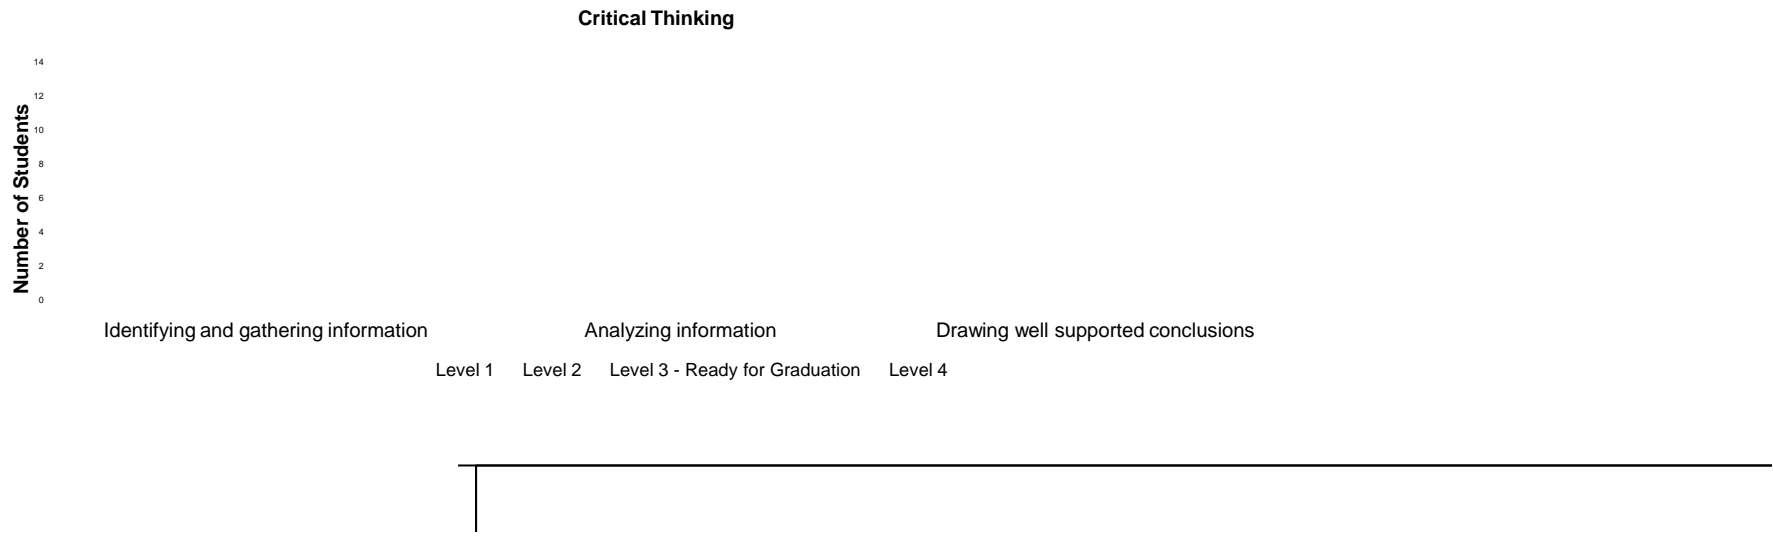 Critical Thinking
Number of Students
14
12
10
8
6
4
2
0
Identifying and gathering information Analyzing information Drawing well supported conclusions
Level 1 Level 2 Level 3 - Ready for Graduation Level 4